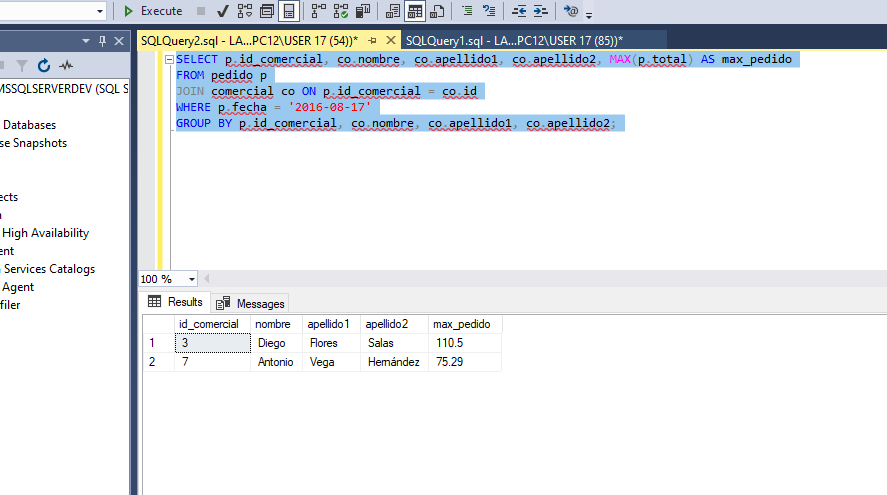 Execute
SQLQuery2.sql - LA...PC12\USER 17 (54))*
SQLQuery1.sql - LA...PC12\USER 17 (85))*
MSSQLSERVERDEV (SQL S
Databases
se Snapshots
ects
High Availability
ent
Services Catalogs
Agent
filer
SELECT p.id_comercial, co.nombre, co.apellido1, co.apellido2, MAX(p.total) AS max_pedido
FROM pedido p
JOIN comercial co ON p.id_comercial = co.id
WHERE p.fecha = '2016-08-17'
GROUP BY p.id_comercial, co.nombre, co.apellido1, co.apellido2;
100 %
Results Messages
id_comercial nombre apellido1 apellido2 max_pedido
1 3 Diego Flores Salas 110.5
2 7 Antonio Vega Hernández 75.29